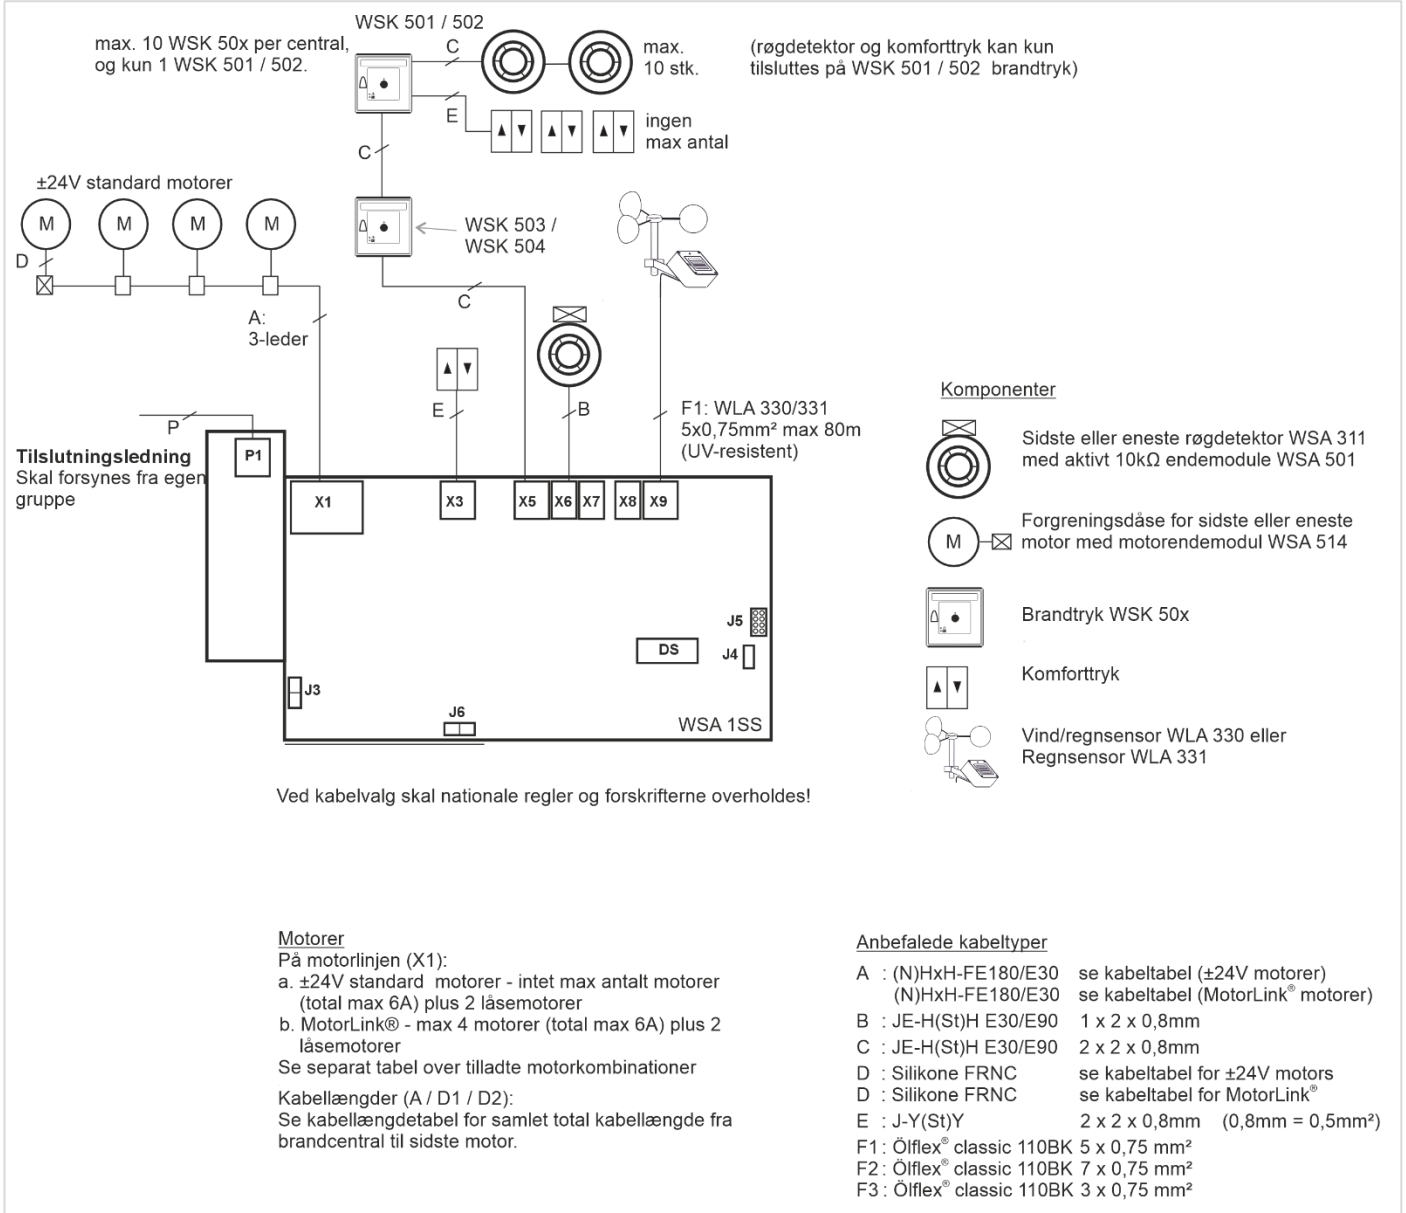 WSK 501 / 502
max. 10 WSK 50x per central,
og kun 1 WSK 501 / 502.
C
max.
10 stk.
(røgdetektor og komforttryk kan kun
tilsluttes på WSK 501 / 502  brandtryk)
E
ingen
max antal
C
±24V standard motorer
M
M
M
M
WSK 503 /
WSK 504
D
C
A:
3-leder
E
B
F1: WLA 330/331
5x0,75mm² max 80m
(UV-resistent)
P
Tilslutningsledning
Skal forsynes fra egen
gruppe
P1
X1
X3
X5
X6
X7
X8
X9
J5
DS
J4
J3
J6
WSA 1SS
Komponenter
Sidste eller eneste røgdetektor WSA 311
med aktivt 10kΩ endemodule WSA 501
M
Forgreningsdåse for sidste eller eneste
motor med motorendemodul WSA 514
Brandtryk WSK 50x
Komforttryk
Vind/regnsensor WLA 330 eller
Regnsensor WLA 331
Ved kabelvalg skal nationale regler og forskrifterne overholdes!
Motorer
På motorlinjen (X1):
a. ±24V standard  motorer - intet max antalt motorer
(total max 6A) plus 2 låsemotorer
b. MotorLink® - max 4 motorer (total max 6A) plus 2
låsemotorer
Se separat tabel over tilladte motorkombinationer
Kabellængder (A / D1 / D2):
Se kabellængdetabel for samlet total kabellængde fra
brandcentral til sidste motor.
Anbefalede kabeltyper
A : (N)HxH-FE180/E30 se kabeltabel (±24V motorer)
(N)HxH-FE180/E30 se kabeltabel (MotorLink® motorer)
B : JE-H(St)H E30/E90 1 x 2 x 0,8mm
C : JE-H(St)H E30/E90 2 x 2 x 0,8mm
D : Silikone FRNC se kabeltabel for ±24V motors
D : Silikone FRNC se kabeltabel for MotorLink®
E : J-Y(St)Y 2 x 2 x 0,8mm (0,8mm = 0,5mm²)
F1 : Ölflex® classic 110BK 5 x 0,75 mm²
F2 : Ölflex® classic 110BK 7 x 0,75 mm²
F3 : Ölflex® classic 110BK 3 x 0,75 mm²